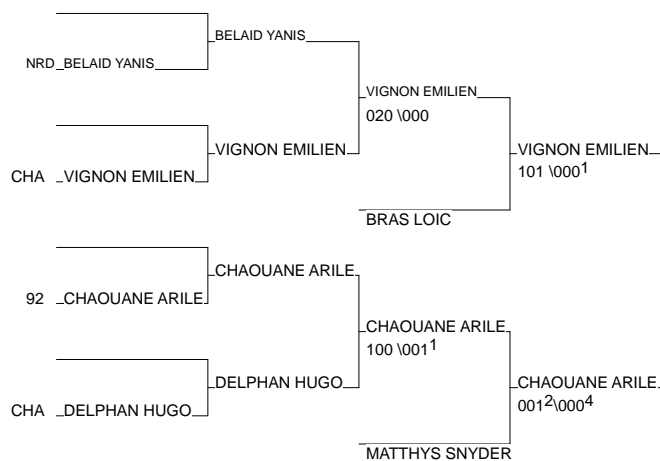 BELAID YANIS
NRD BELAID YANIS
VIGNON EMILIEN
020 \000
VIGNON EMILIEN
VIGNON EMILIEN
101 \000¹
CHA VIGNON EMILIEN
BRAS LOIC
CHAOUANE ARILE
92 CHAOUANE ARILE
CHAOUANE ARILE
100 \001¹
DELPHAN HUGO
CHAOUANE ARILE
001²\000⁴
CHA DELPHAN HUGO
MATTHYS SNYDER